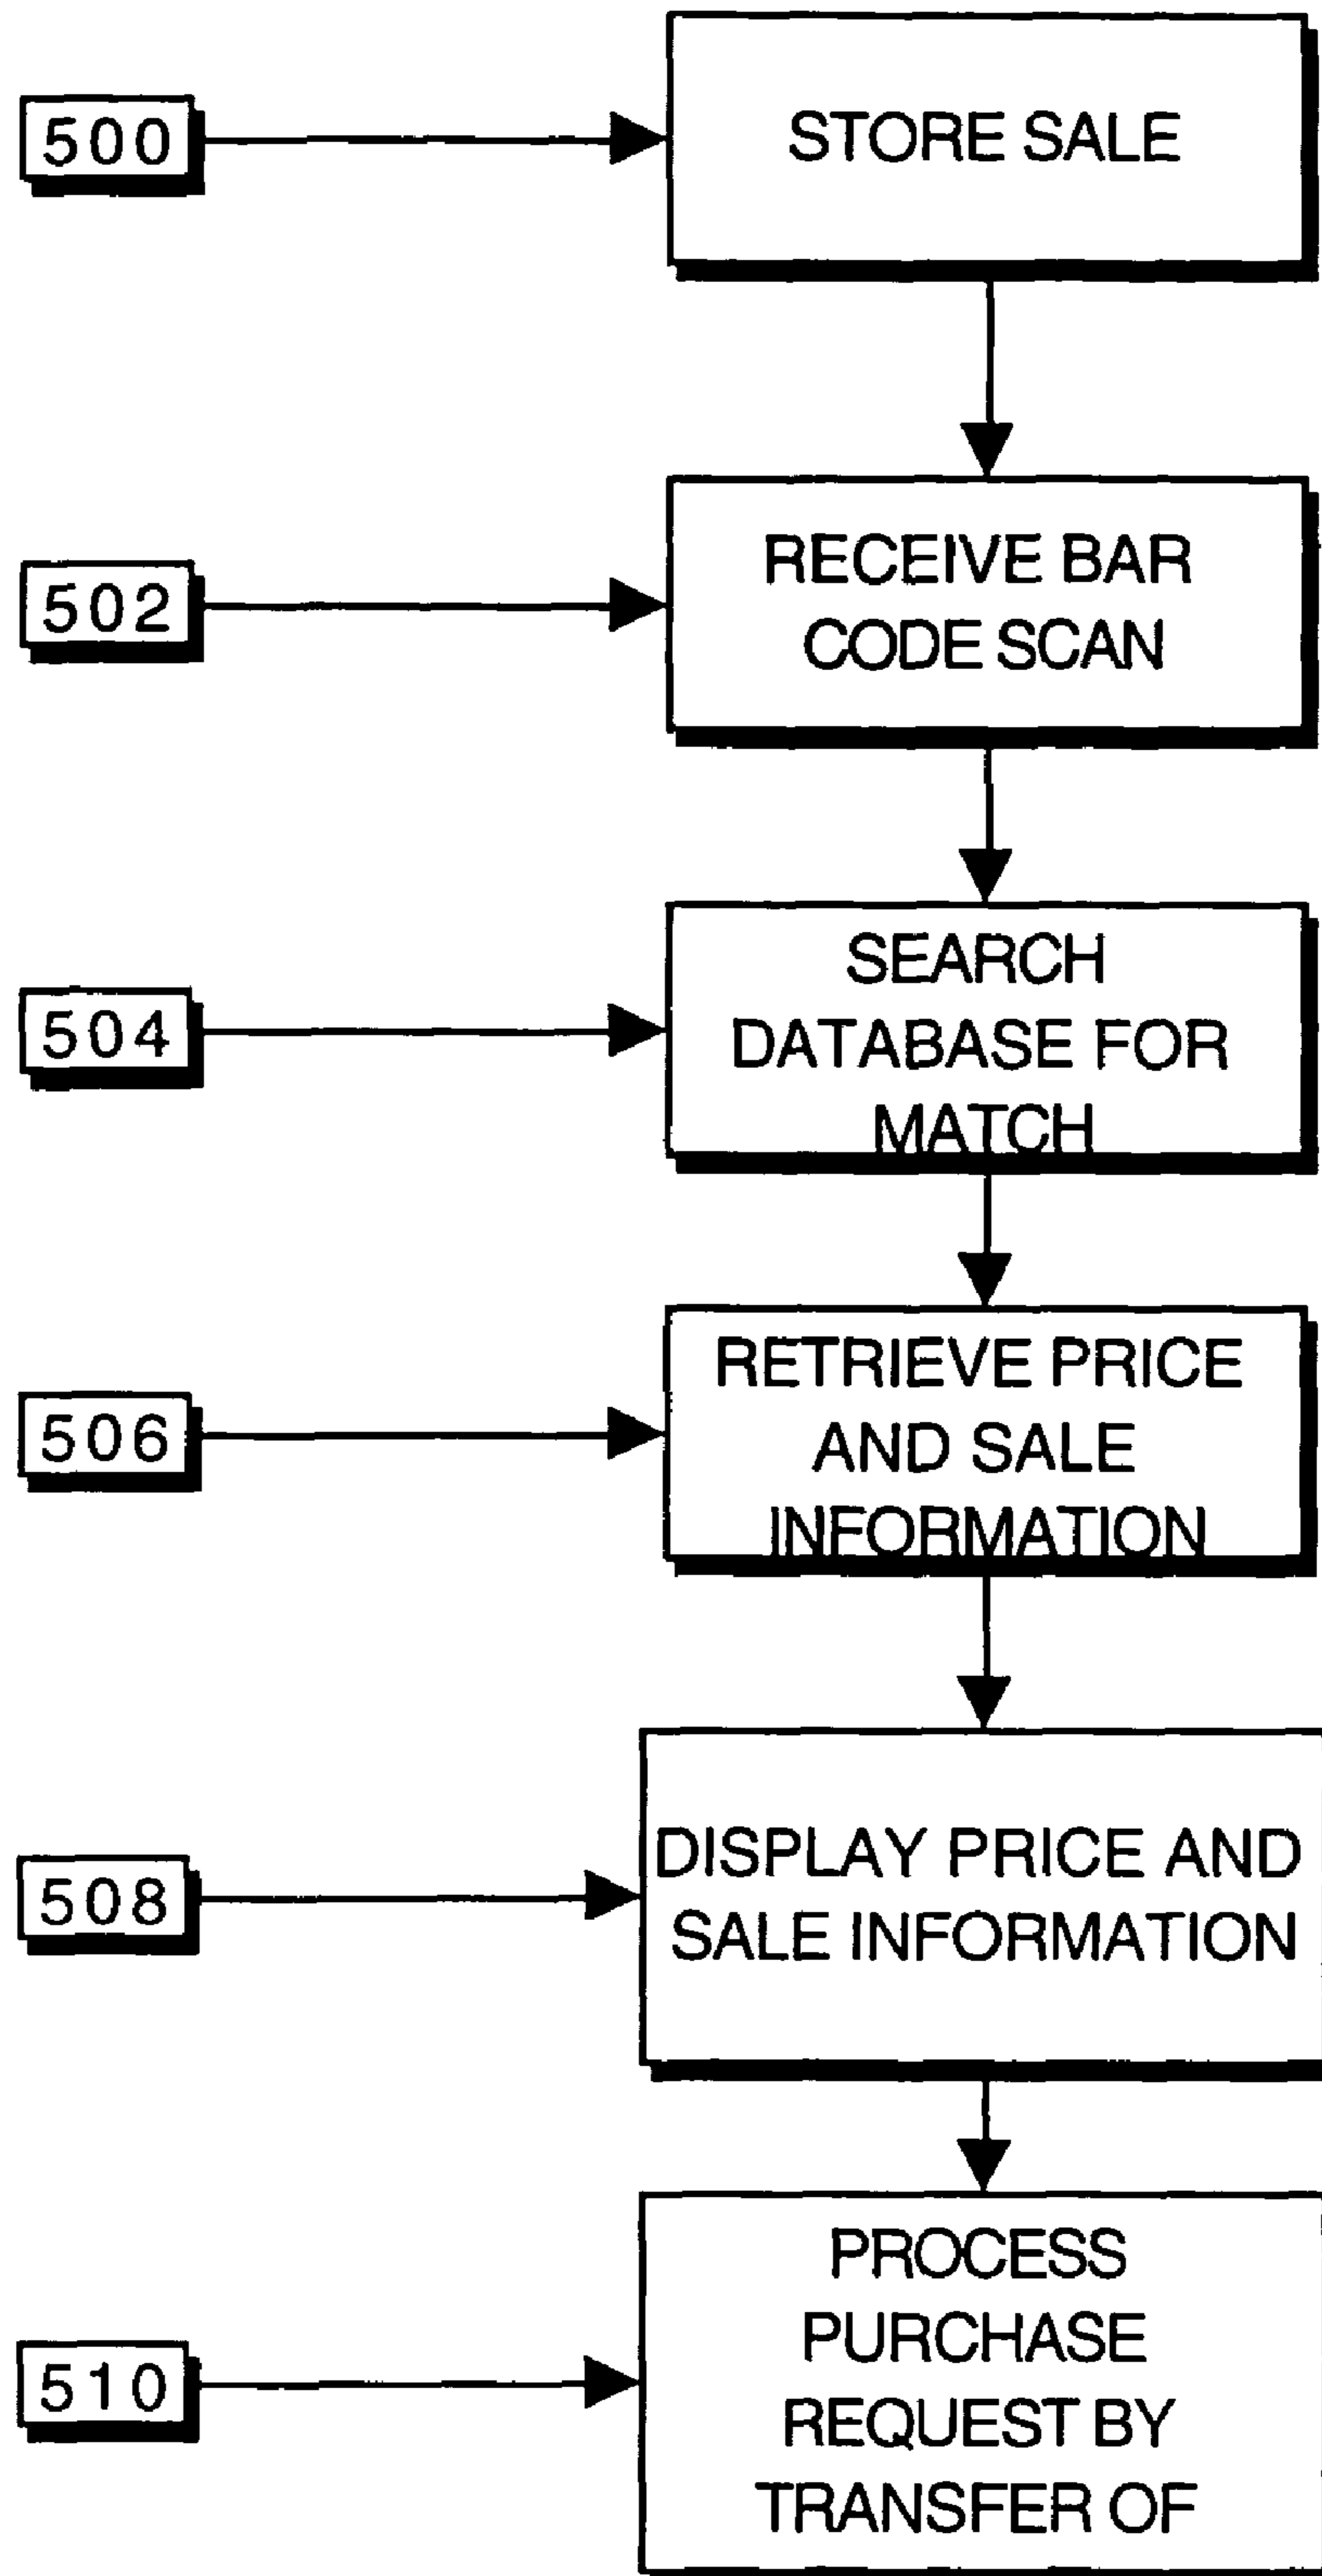 500
STORE SALE
502
RECEIVE BAR
CODE SCAN
504
SEARCH
DATABASE FOR
MATCH
506
RETRIEVE PRICE
AND SALE
INFORMATION
508
DISPLAY PRICE AND
SALE INFORMATION
510
PROCESS
PURCHASE
REQUEST BY
TRANSFER OF